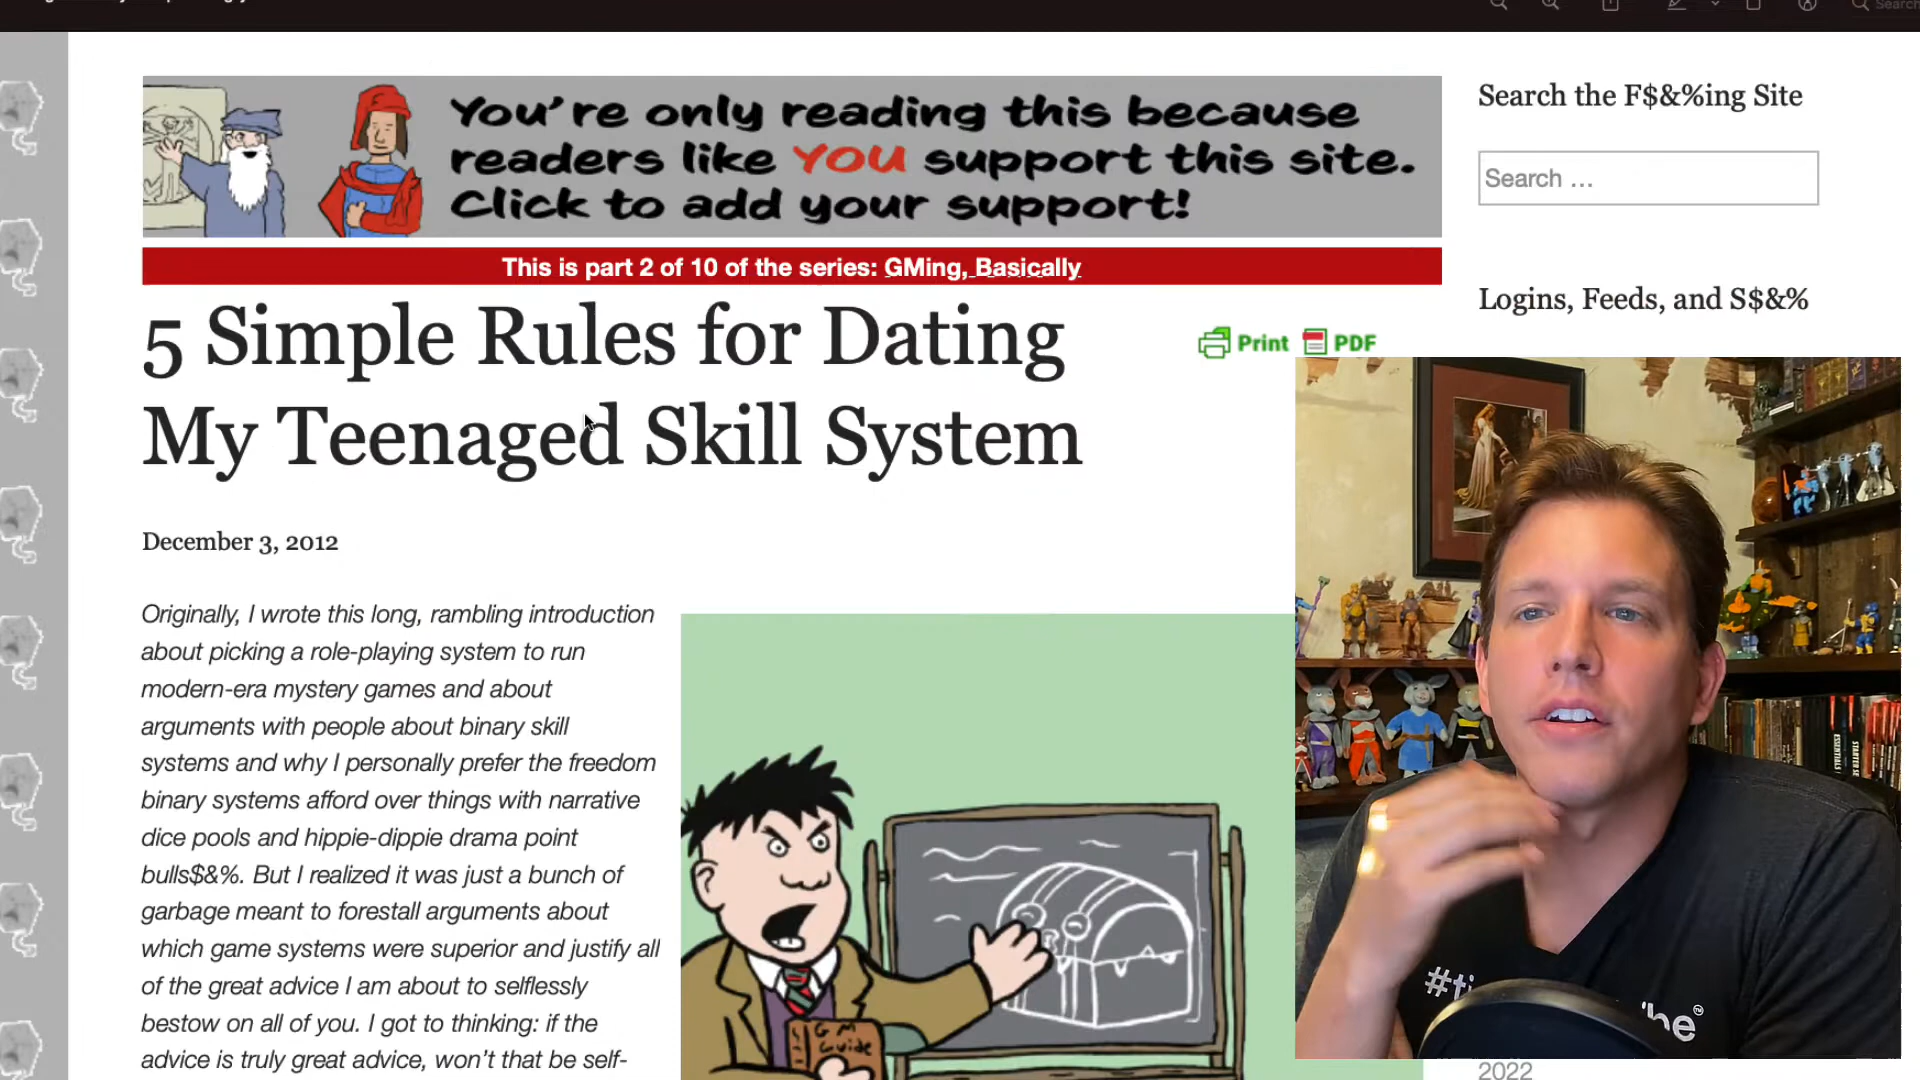 Search
You're only reading this because
readers like YOU support this site.
Click to add your support!
Search the F$&%ing Site
Search ...
This is part 2 of 10 of the series: GMing, Basically
Logins, Feeds, and S$&%
5 Simple Rules for Dating
My Teenaged Skill System
Print
PDF
December 3, 2012
Originally, I wrote this long, rambling introduction
about picking a role-playing system to run
modern-era mystery games and about
arguments with people about binary skill
systems and why I personally prefer the freedom
binary systems afford over things with narrative
dice pools and hippie-dippie drama point
bulls$&%. But I realized it was just a bunch of
garbage meant to forestall arguments about
which game systems were superior and justify all
of the great advice I am about to selflessly
bestow on all of you. I got to thinking: if the
advice is truly great advice, won't that be self-
GM
Guide
2022